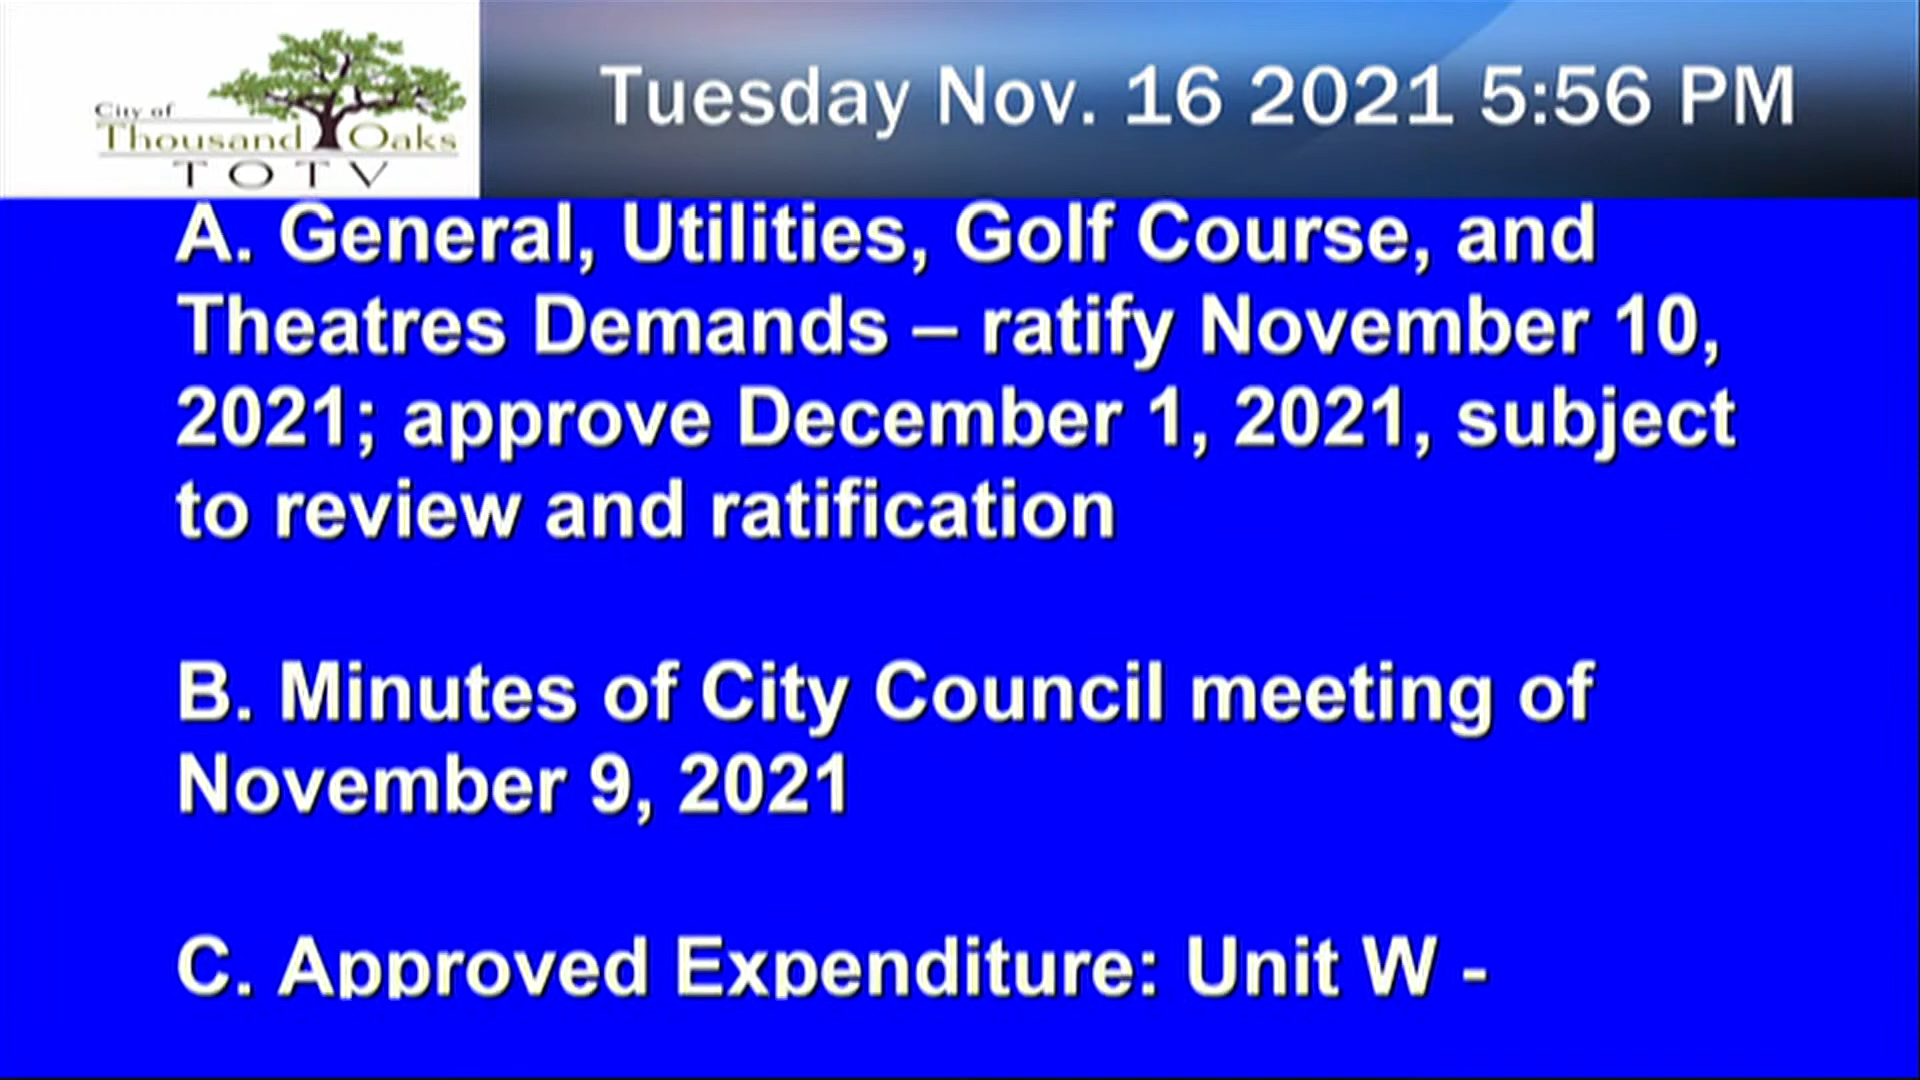 City of
Thousand Oaks
TOTV
Tuesday Nov. 16 2021 5:56 PM
A. General, Utilities, Golf Course, and
Theatres Demands – ratify November 10,
2021; approve December 1, 2021, subject
to review and ratification
B. Minutes of City Council meeting of
November 9, 2021
C. Approved Expenditure: Unit W -